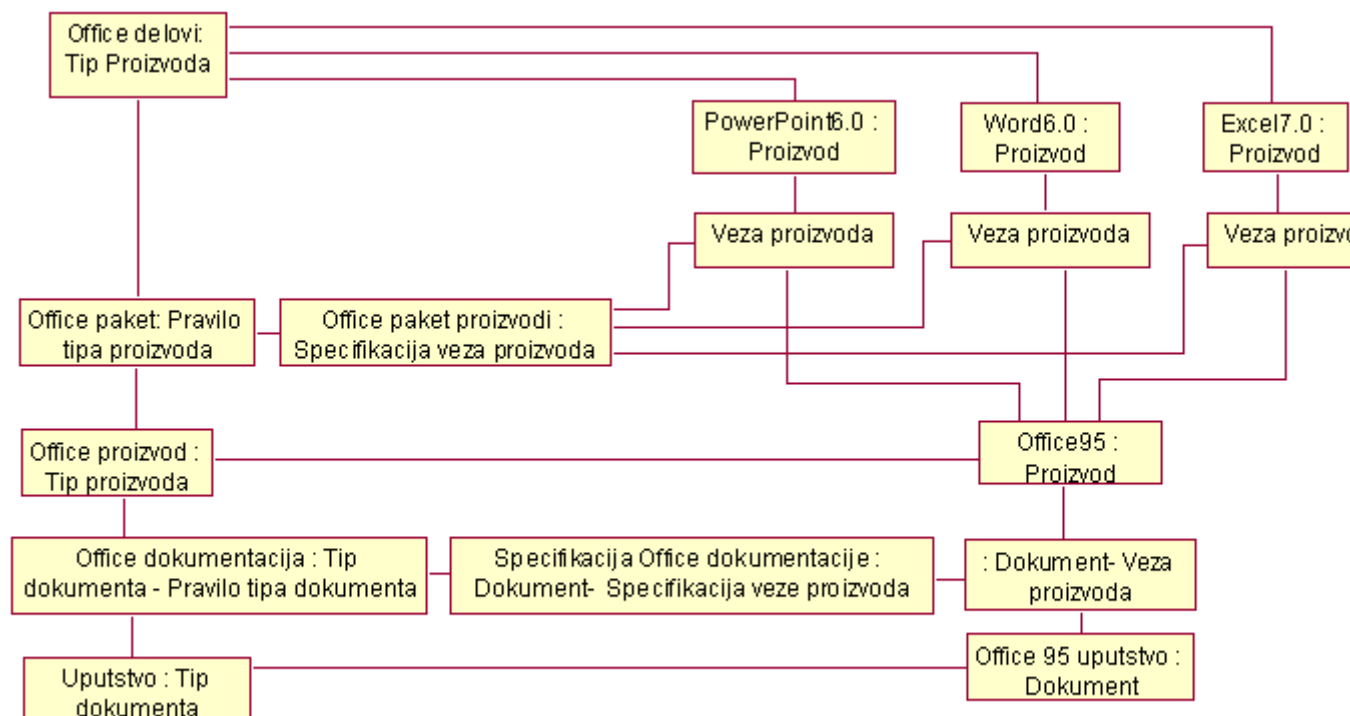 Office delovi:
Tip Proizvoda
PowerPoint6.0 :
Proizvod
Word6.0 :
Proizvod
Excel7.0 :
Proizvod
Veza proizvoda
Veza proizvoda
Veza proizvo
Office paket: Pravilo
tipa proizvoda
Office paket proizvodi :
Specifikacija veza proizvoda
Office proizvod :
Tip proizvoda
Office95 :
Proizvod
Office dokumentacija : Tip
dokumenta - Pravilo tipa dokumenta
Specifikacija Office dokumentacije :
Dokument- Specifikacija veze proizvoda
: Dokument- Veza
proizvoda
Uputstvo : Tip
dokumenta
Office 95 uputstvo :
Dokument